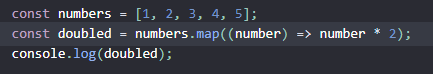 const numbers = [1, 2, 3, 4, 5];
const doubled = numbers.map((number) => number * 2);
console.log(doubled);